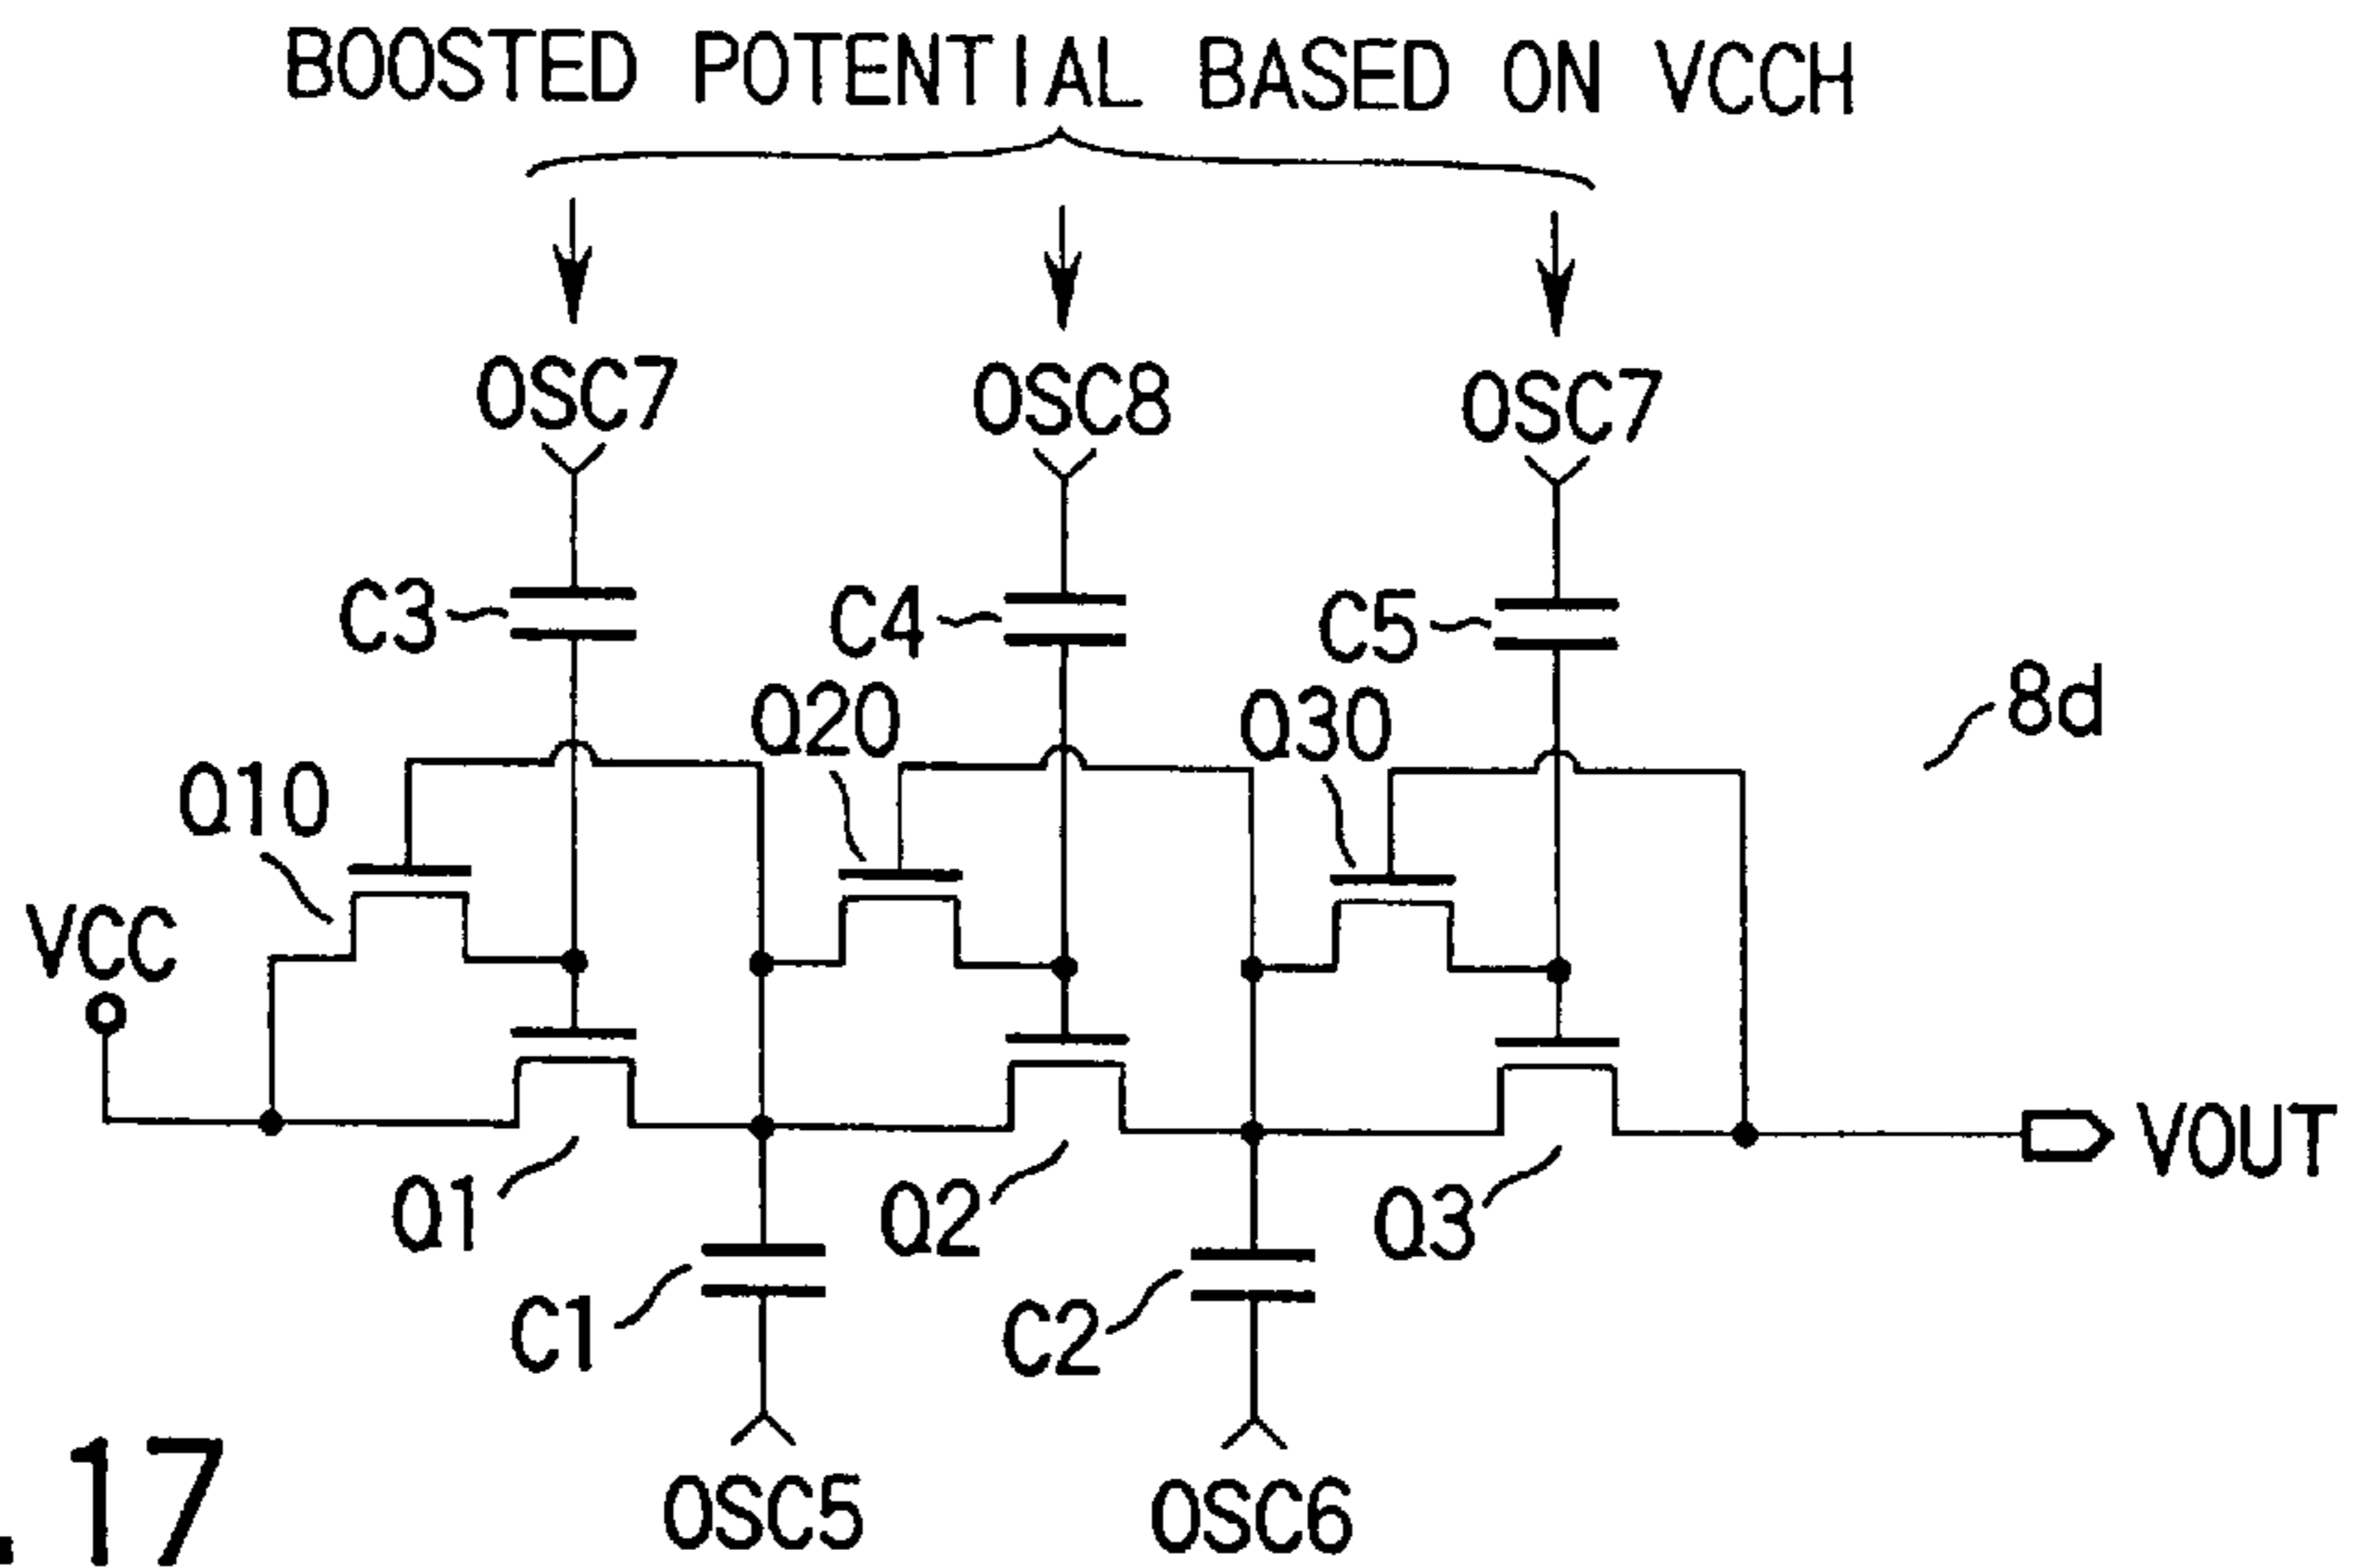 BOOSTED POTENTIAL BASED ON VCCH
OSC7
OSC8
OSC7
C3
C4
C5
Q20
Q30
8d
Q10
VCC
VOUT
Q1
Q2
Q3
C1
C2
. 17
OSC5
OSC6